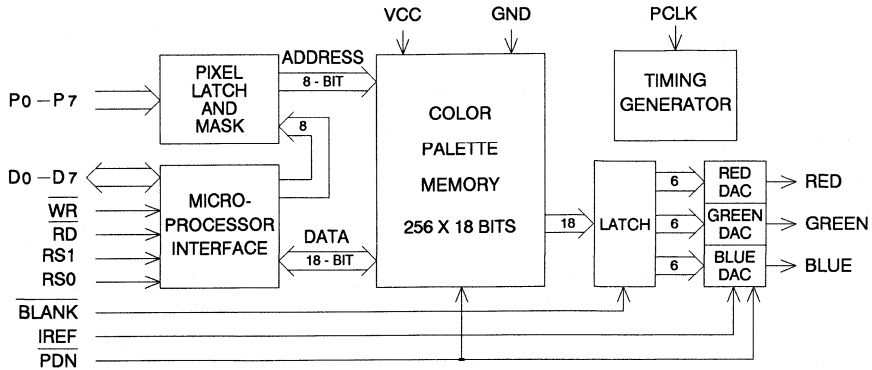 VCC
GND
PCLK
PIXEL
LATCH
AND
MASK
ADDRESS
8 - BIT
P0 - P7
8
COLOR
PALETTE
MEMORY
256 X 18 BITS
TIMING
GENERATOR
D0 - D7
WR
RD
RS1
RS0
MICRO-
PROCESSOR
INTERFACE
DATA
18 - BIT
18
LATCH
6
6
6
RED
DAC
GREEN
DAC
BLUE
DAC
RED
GREEN
BLUE
BLANK
IREF
PDN